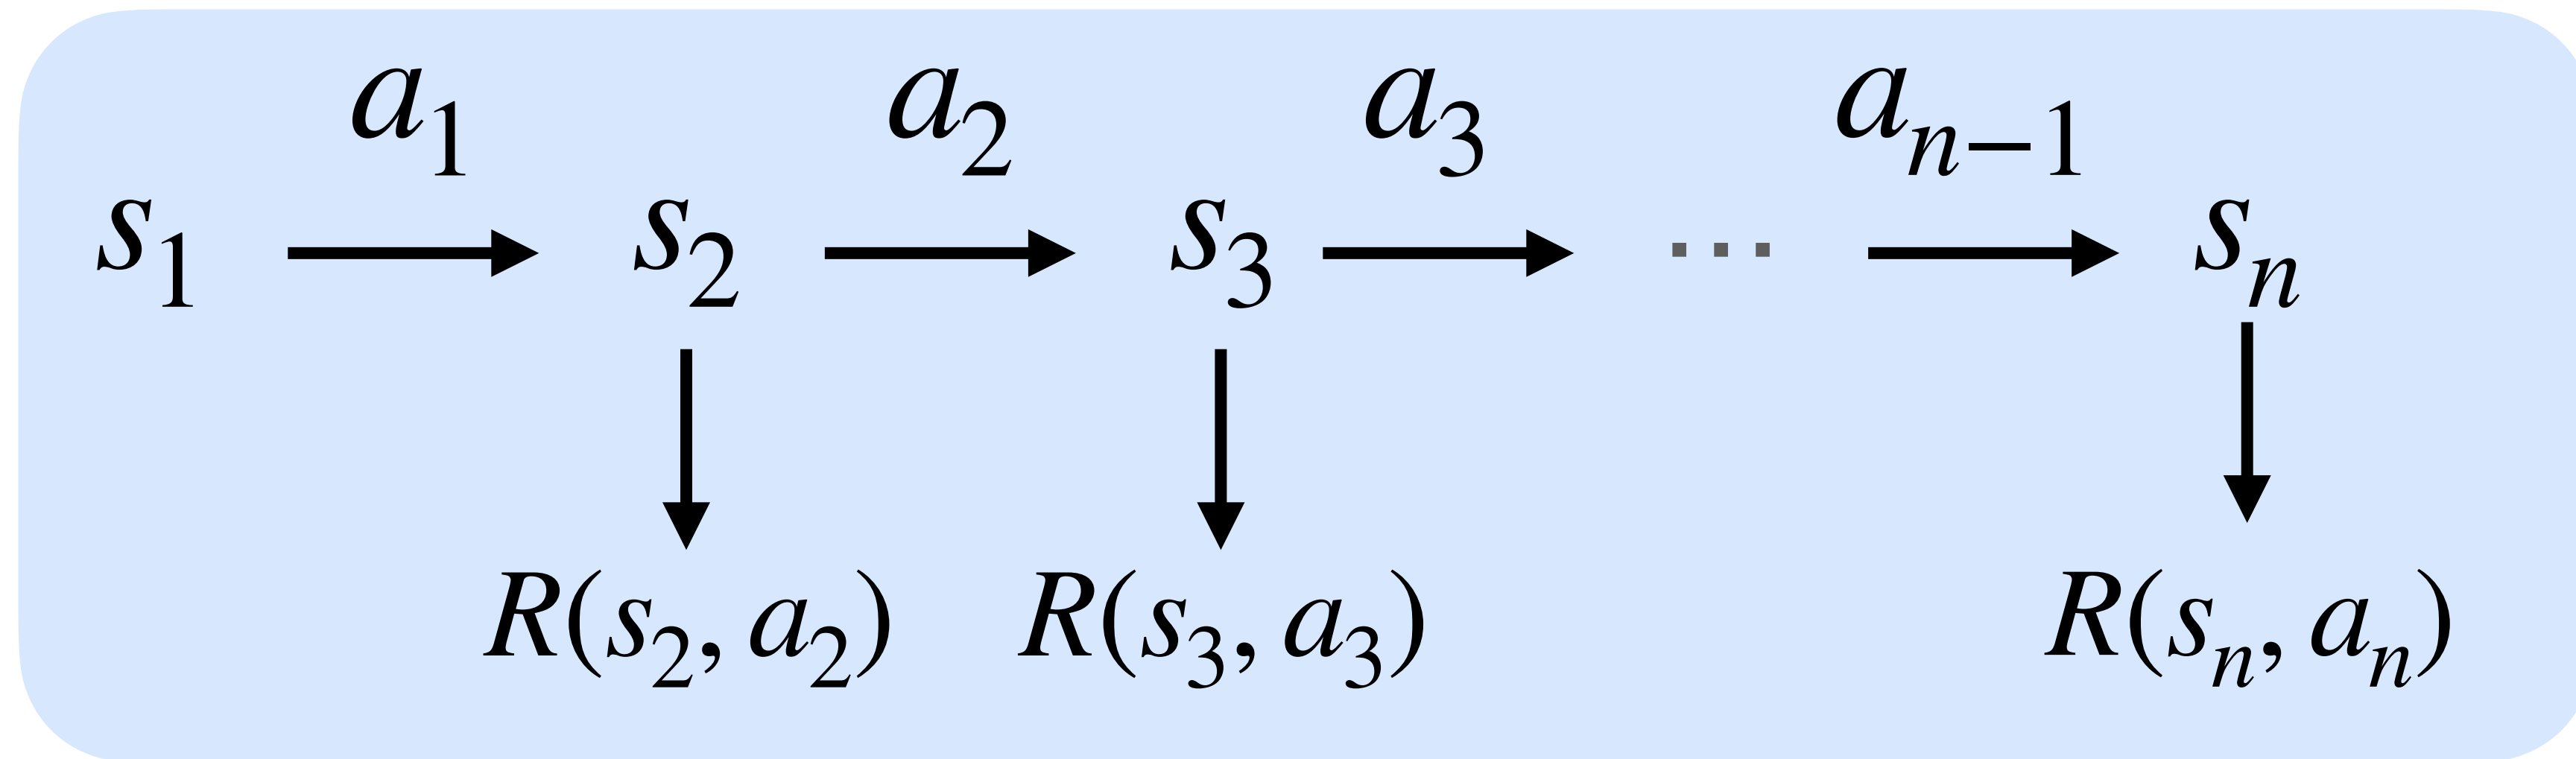 a₁ a₂ a₃ aₙ₋₁
s₁ s₂ s₃ ... sₙ
R(s₂, a₂) R(s₃, a₃) R(sₙ, aₙ)